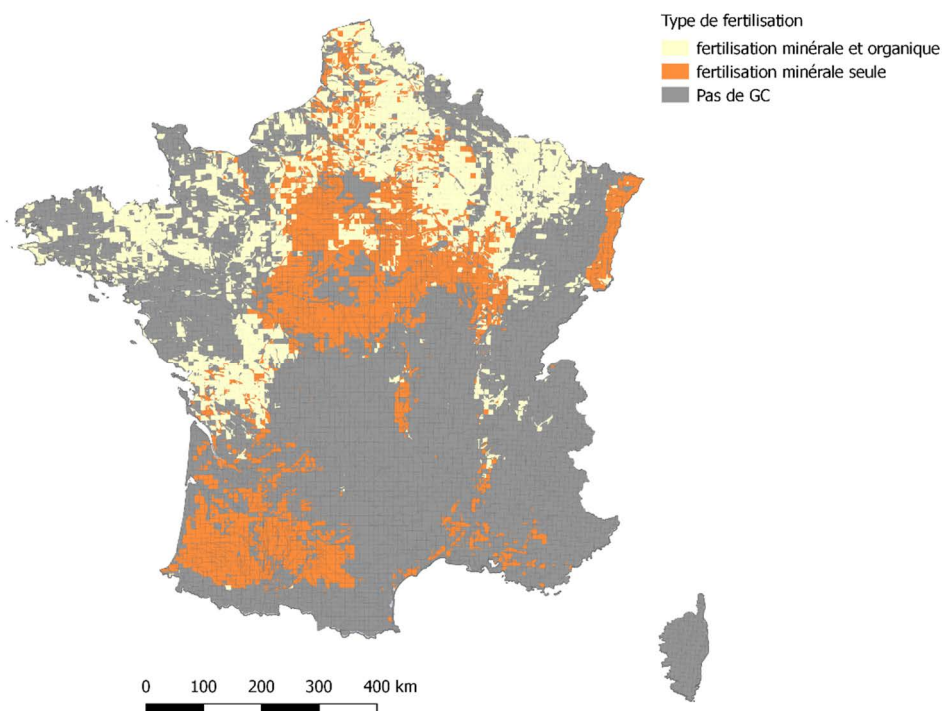 Type de fertilisation
fertilisation minérale et organique
fertilisation minérale seule
Pas de GC
0 100 200 300 400 km